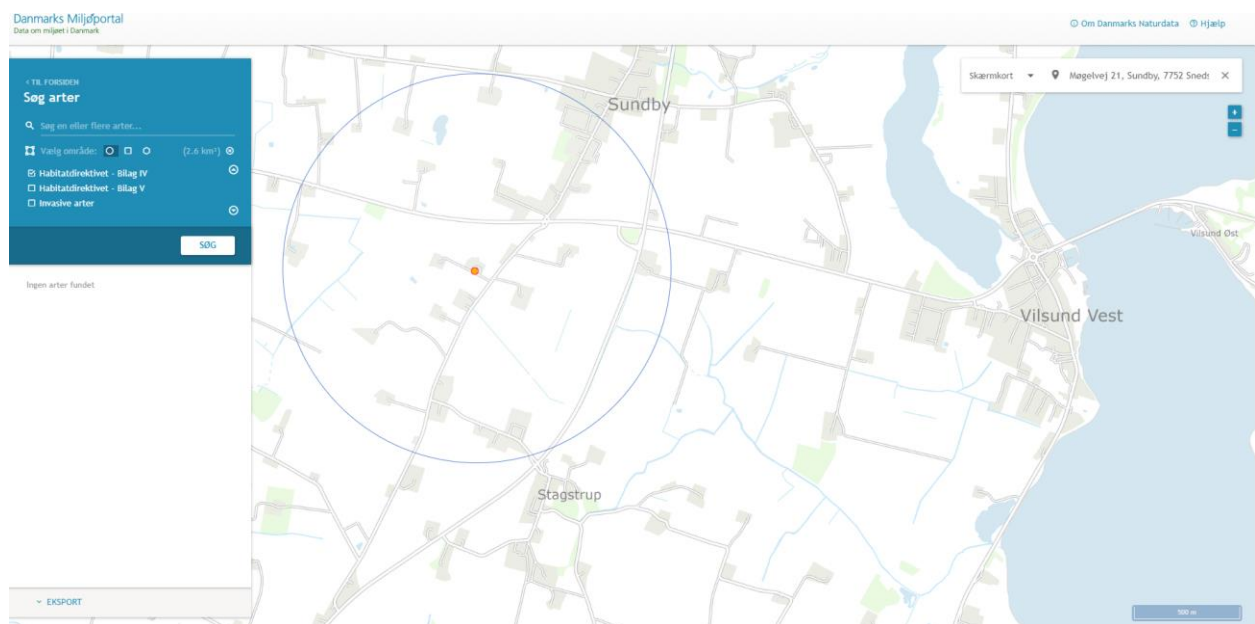 Danmarks Miljøportal
Data om miljøet i Danmark
Om Danmarks Naturdata
Hjælp
‹ TIL FORSIDEN
Søg arter
Søg en eller flere arter...
Vælg område:
(2.6 km²)
Habitatdirektivet - Bilag IV
Habitatdirektivet - Bilag V
Invasive arter
SØG
Ingen arter fundet
EKSPORT
Skærmkort
Møgelvej 21, Sundby, 7752 Sneds
Sundby
Vilsund Øst
Vilsund Vest
Stagstrup
500 m